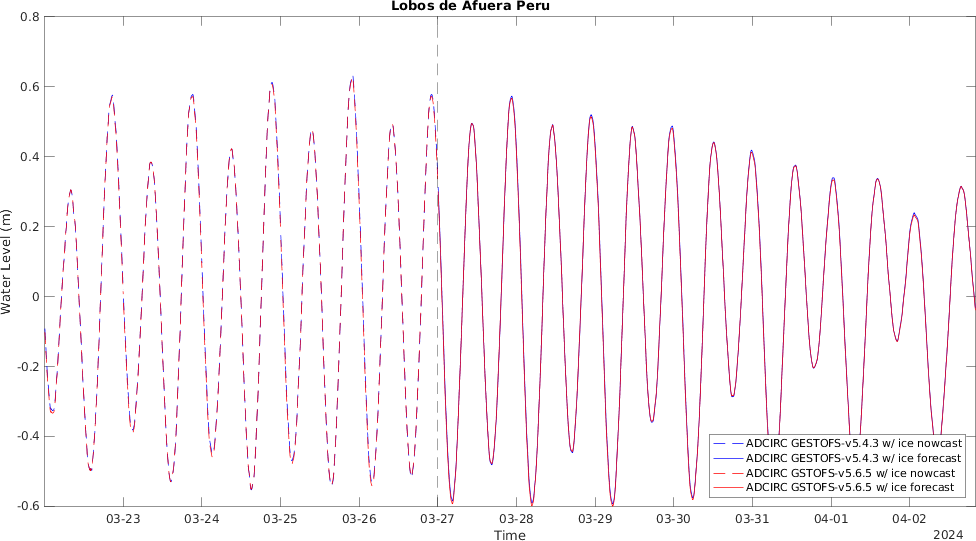 Lobos de Afuera Peru
0.8
0.6
0.4
0.2
0
-0.2
-0.4
-0.6
Water Level (m)
ADCIRC GESTOFS-v5.4.3 w/ ice nowcast
ADCIRC GESTOFS-v5.4.3 w/ ice forecast
ADCIRC GSTOFS-v5.6.5 w/ ice nowcast
ADCIRC GSTOFS-v5.6.5 w/ ice forecast
03-23 03-24 03-25 03-26 03-27 03-28 03-29 03-30 03-31 04-01 04-02
Time
2024